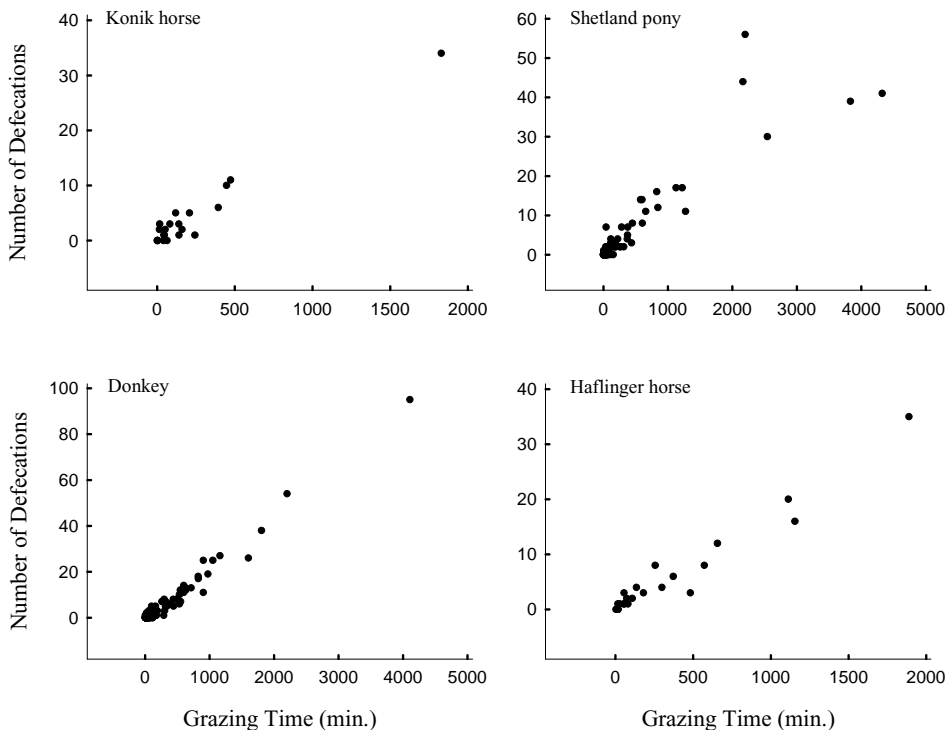 Konik horse
Number of Defecations
40
30
20
10
0
0 500 1000 1500 2000
Shetland pony
60
50
40
30
20
10
0
0 1000 2000 3000 4000 5000
Donkey
Number of Defecations
100
80
60
40
20
0
0 1000 2000 3000 4000 5000
Grazing Time (min.)
Haflinger horse
40
30
20
10
0
0 500 1000 1500 2000
Grazing Time (min.)